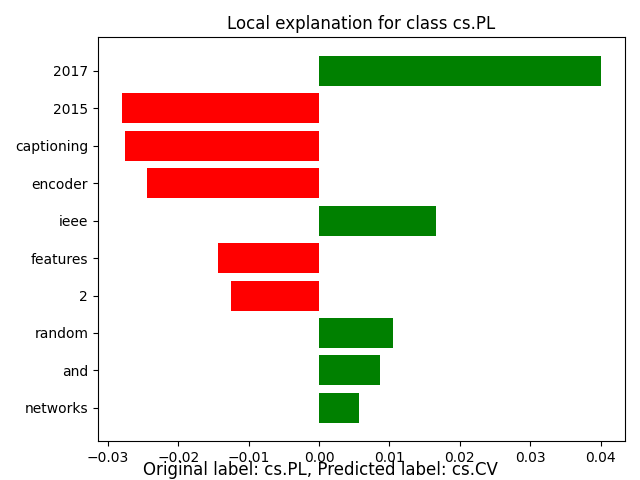 Local explanation for class cs.PL
2017
2015
captioning
encoder
ieee
features
2
random
and
networks
−0.03 −0.02 −0.01 0.00 0.01 0.02 0.03 0.04
Original label: cs.PL, Predicted label: cs.CV